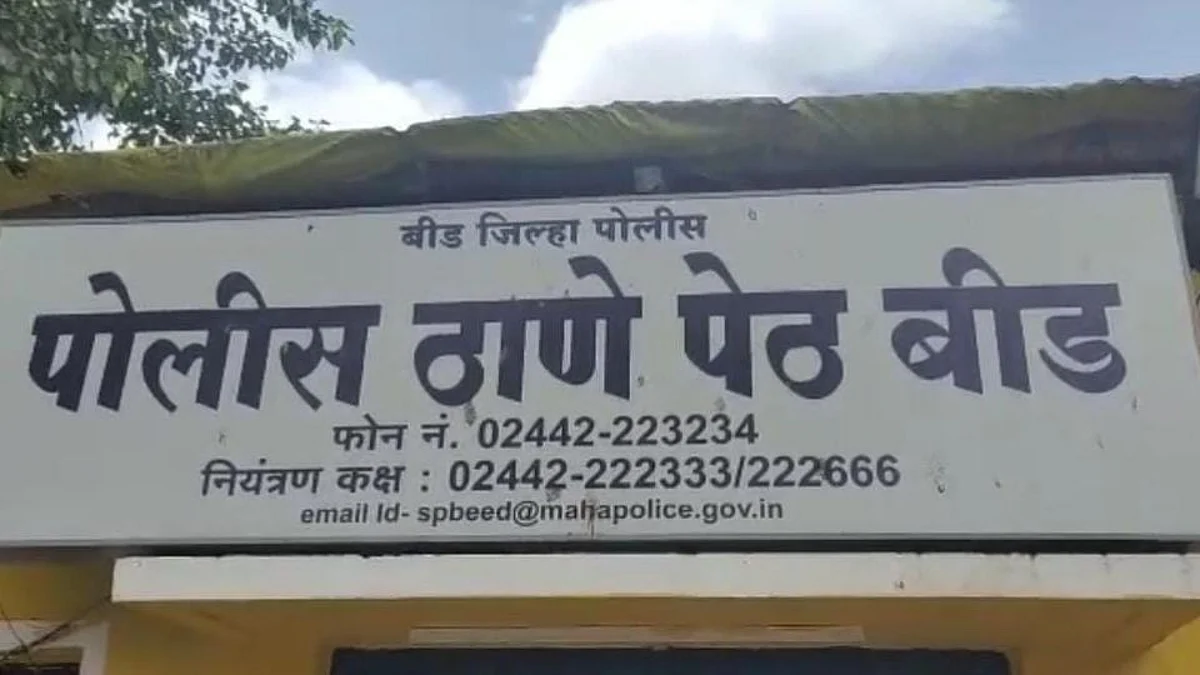 बीड जिल्हा पोलीस
पोलीस ठाणे पेठ बीड
फोन नं. 02442-223234
नियंत्रण कक्ष : 02442-222333/222666
email Id- spbeed@mahapolice.gov.in